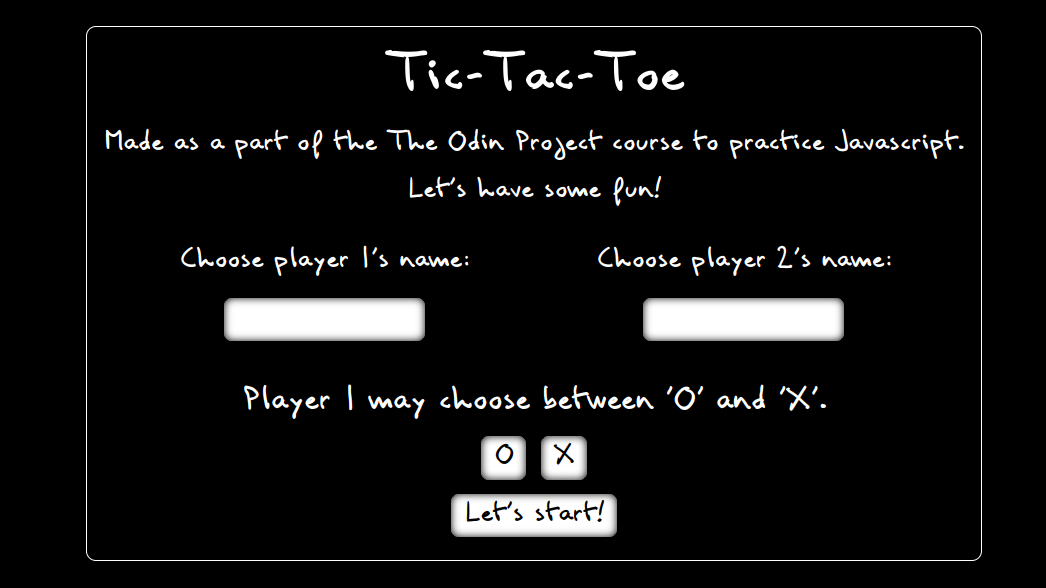 Tic-Tac-Toe
Made as a part of the The Odin Project course to practice Javascript.
Let's have some fun!
Choose player 1's name:
Choose player 2's name:
Player 1 may choose between 'O' and 'X'.
O X
Let's start!